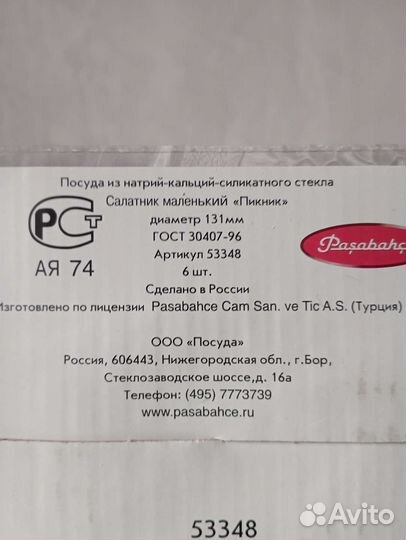 Посуда из натрий-кальций-силикатного стекла
Салатник маленький «Пикник»
диаметр 131мм
ГОСТ 30407-96
Артикул 53348
6 шт.
Сделано в России
РСТ
АЯ 74
Paşabahçe
Изготовлено по лицензии Pasabahce Cam San. ve Tic A.S. (Турция)
ООО «Посуда»
Россия, 606443, Нижегородская обл., г.Бор,
Стеклозаводское шоссе,д. 16а
Телефон: (495) 7773739
www.pasabahce.ru
53348
Avito